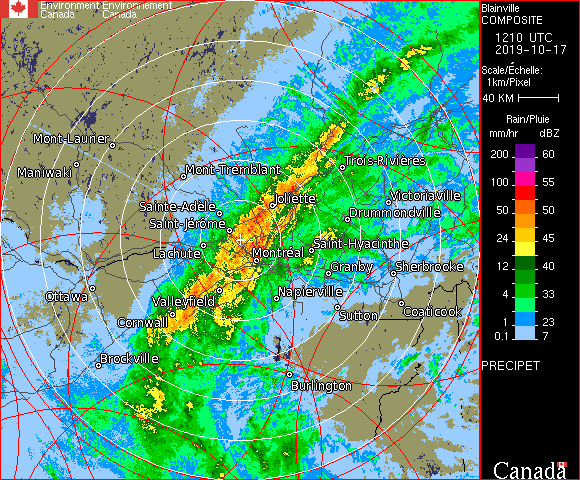 Environment Environnement
Canada Canada
Blainville
COMPOSITE
1210 UTC
2019-10-17
Scale/Échelle:
1km/Pixel
40 KM
Rain/Pluie
mm/hr dBZ
200 60
100 55
50 50
24 45
12 40
4 33
1 23
0.1 7
PRECIPET
Canada
Mont-Laurier
Maniwaki
Mont-Tremblant
Trois-Rivieres
Sainte-Adele
Joliette
Victoriaville
Drummondville
Saint-Jérôme
Lachute
Montréal
Saint-Hyacinthe
Granby
Sherbrooke
Ottawa
Valleyfield
Napierville
Cornwall
Sutton
Coaticook
Brockville
Burlington